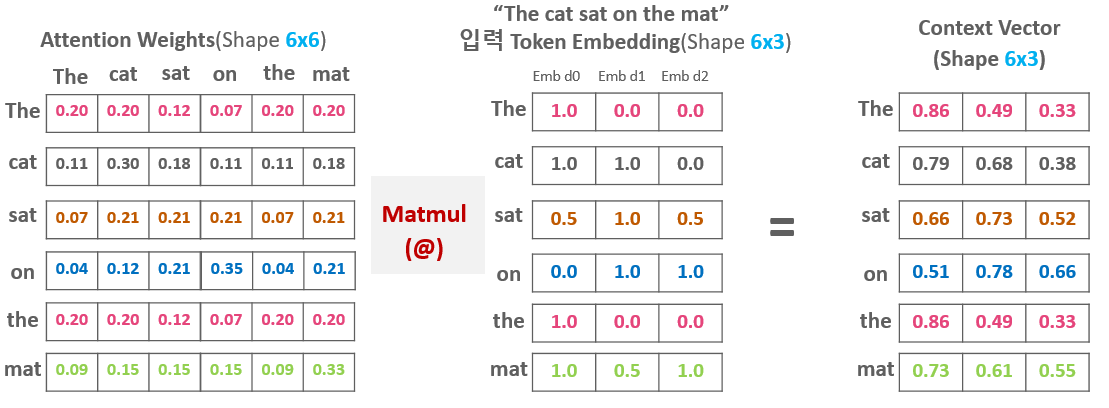 “The cat sat on the mat”
Attention Weights(Shape 6x6)
입력 Token Embedding(Shape 6x3)
Context Vector
(Shape 6x3)
The cat sat on the mat
Emb d0 Emb d1 Emb d2
The 0.20 0.20 0.12 0.07 0.20 0.20
cat 0.11 0.30 0.18 0.11 0.11 0.18
sat 0.07 0.21 0.21 0.21 0.07 0.21
on 0.04 0.12 0.21 0.35 0.04 0.21
the 0.20 0.20 0.12 0.07 0.20 0.20
mat 0.09 0.15 0.15 0.15 0.09 0.33
Matmul
(@)
The 1.0 0.0 0.0
cat 1.0 1.0 0.0
sat 0.5 1.0 0.5
on 0.0 1.0 1.0
the 1.0 0.0 0.0
mat 1.0 0.5 1.0
=
The 0.86 0.49 0.33
cat 0.79 0.68 0.38
sat 0.66 0.73 0.52
on 0.51 0.78 0.66
the 0.86 0.49 0.33
mat 0.73 0.61 0.55